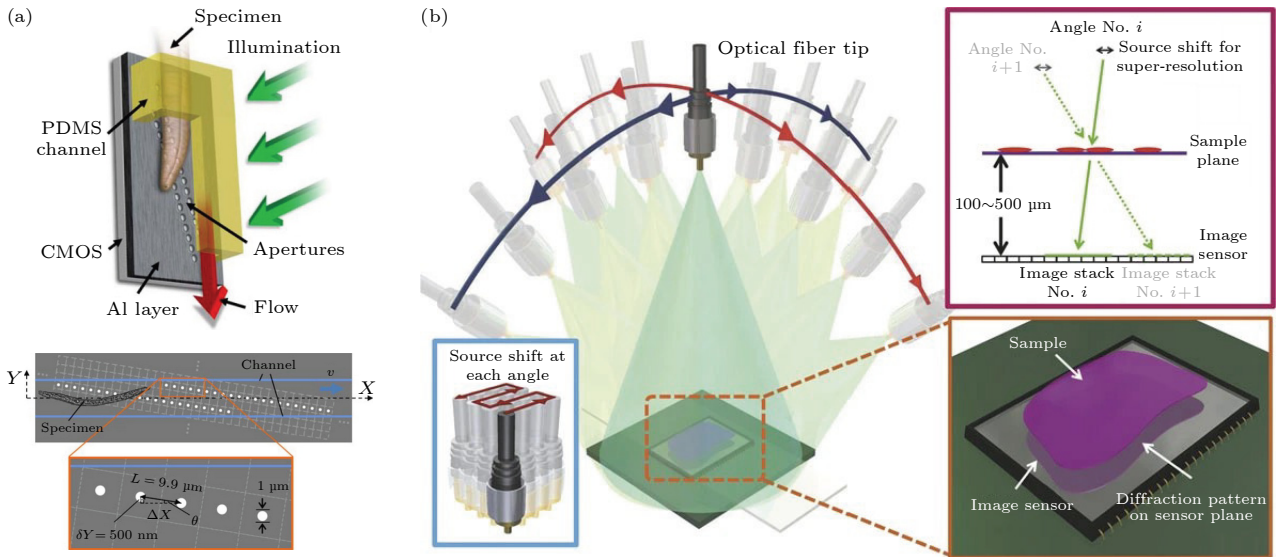 (a)
Specimen
Illumination
PDMS
channel
CMOS
Apertures
Al layer
Flow
Y
Channel
v
X
Specimen
L = 9.9 µm
1 µm
ΔX
θ
δY = 500 nm
(b)
Optical fiber tip
Source shift at
each angle
Angle No. i
Angle No.
i+1
Source shift for
super-resolution
Sample
plane
100~500 µm
Image
sensor
Image stack
No. i
Image stack
No. i+1
Sample
Image sensor
Diffraction pattern
on sensor plane